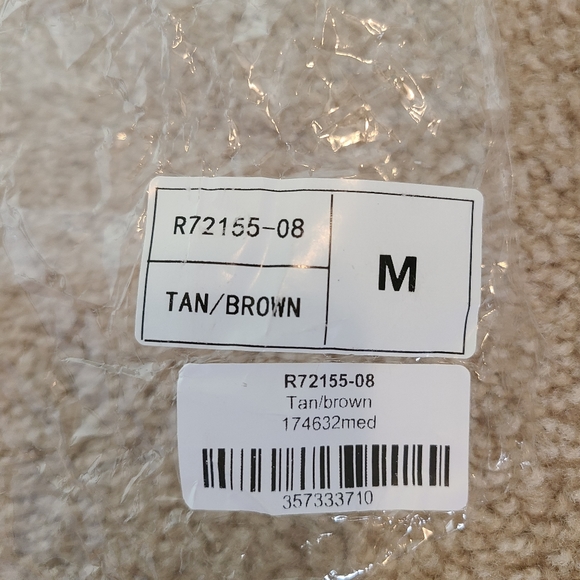 R72155-08
TAN/BROWN
M
R72155-08
Tan/brown
174632med
357333710